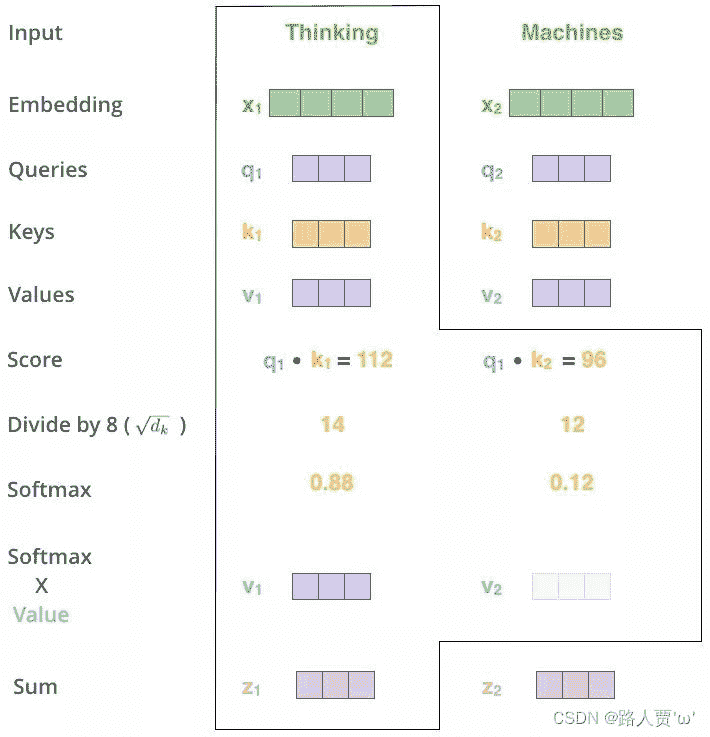 Input Thinking Machines
Embedding x₁ x₂
Queries q₁ q₂
Keys k₁ k₂
Values v₁ v₂
Score q₁ • k₁ = 112 q₁ • k₂ = 96
Divide by 8 ( √dₖ ) 14 12
Softmax 0.88 0.12
Softmax
X v₁ v₂
Value
Sum z₁ z₂
CSDN @路人贾'ω'